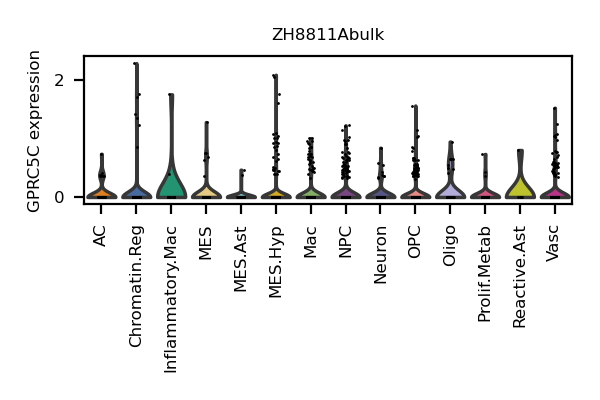 ZH8811Abulk
GPRC5C expression
2
0
AC
Chromatin.Reg
Inflammatory.Mac
MES
MES.Ast
MES.Hyp
Mac
NPC
Neuron
OPC
Oligo
Prolif.Metab
Reactive.Ast
Vasc